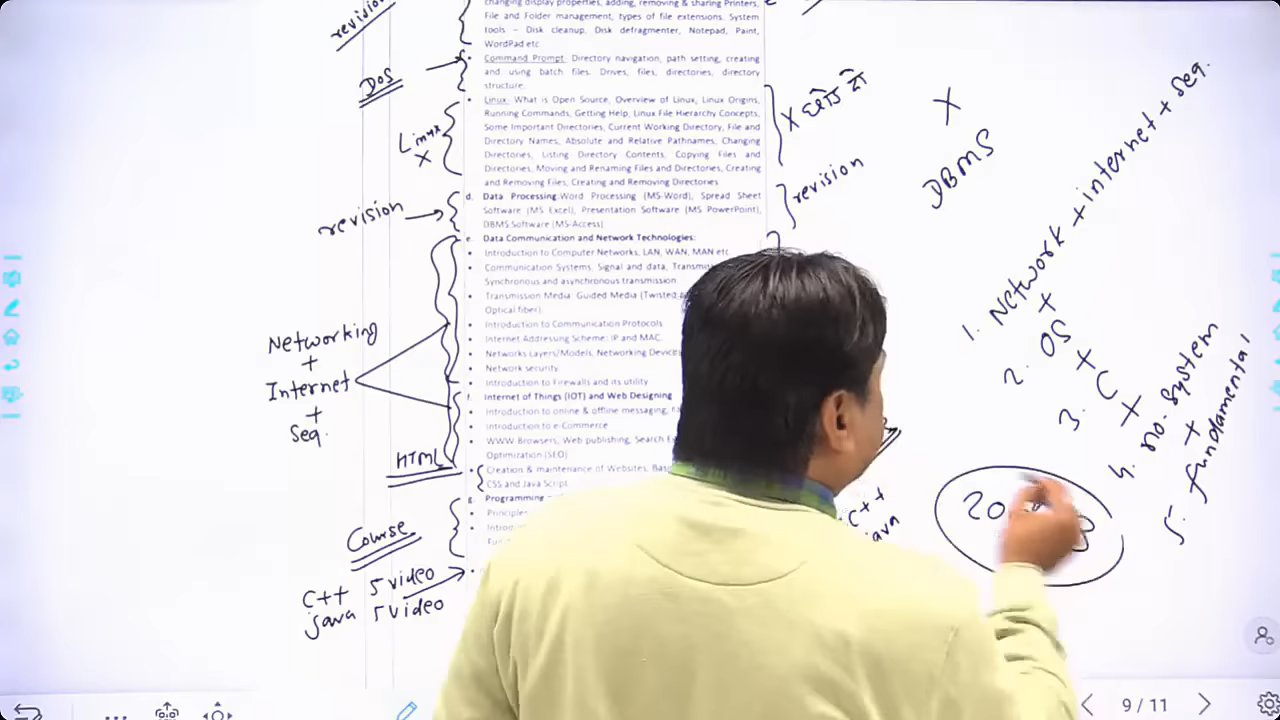 revision
changing display properties, adding, removing & sharing Printers,
File and Folder management, types of file extensions. System
tools – Disk cleanup, Disk defragmenter, Notepad, Paint,
WordPad etc
Command Prompt: Directory navigation, path setting, creating
and using batch files. Drives, files, directories, directory
structure.
Linux: What is Open Source, Overview of Linux, Linux Origins,
Running Commands, Getting Help, Linux File Hierarchy Concepts,
Some Important Directories, Current Working Directory, File and
Directory Names, Absolute and Relative Pathnames, Changing
Directories, Listing Directory Contents, Copying Files and
Directories, Moving and Renaming Files and Directories, Creating
and Removing Files, Creating and Removing Directories
d. Data Processing: Word Processing (MS-Word), Spread Sheet
Software (MS Excel), Presentation Software (MS PowerPoint),
DBMS Software (MS-Access)
e. Data Communication and Network Technologies:
Introduction to Computer Networks, LAN, WAN, MAN etc
Communication Systems, Signal and data,
Synchronous and asynchronous transmission
Transmission Media: Guided Media (Twisted
Optical fiber)
Introduction to Communication Protocols
Internet Addressing Scheme: IP and MAC
Networks Layers/Models, Networking
Network security
Introduction to Firewalls and its utility
f. Internet of Things (IOT) and Web Designing
Introduction to online & offline messaging,
Introduction to e-Commerce
WWW Browsers, Web publishing, Search
Optimization (SEO)
Creation & maintenance of Websites,
CSS and Java Script
g. Programming
DOS
Linux
X
revision
Networking
+
Internet
+
Seq.
HTML
Course
C++ 5 video
java 5 video
X
revision
X
DBMS
1. Network + internet + seq.
+
2. OS
+
3. C
+
4. no. system
+
5. fundamental
C++
java
20
9 / 11